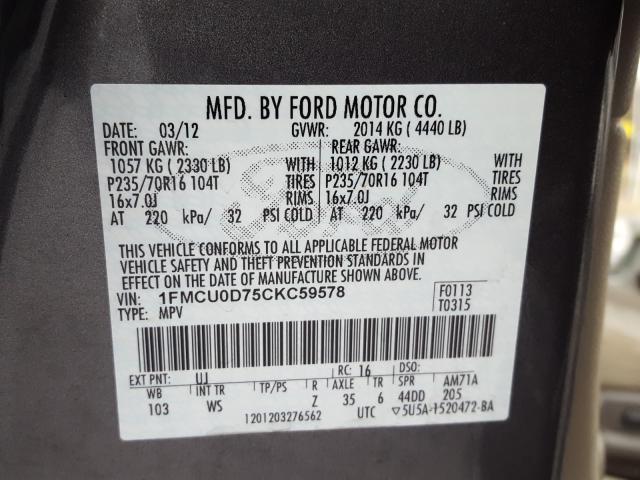 MFD. BY FORD MOTOR CO.
DATE: 03/12 GVWR: 2014 KG ( 4440 LB)
FRONT GAWR: REAR GAWR:
1057 KG ( 2330 LB) WITH 1012 KG ( 2230 LB) WITH
P235/70R16 104T TIRES P235/70R16 104T TIRES
16x7.0J RIMS 16x7.0J RIMS
AT 220 kPa/ 32 PSI COLD AT 220 kPa/ 32 PSI COLD
Ford
THIS VEHICLE CONFORMS TO ALL APPLICABLE FEDERAL MOTOR
VEHICLE SAFETY AND THEFT PREVENTION STANDARDS IN
EFFECT ON THE DATE OF MANUFACTURE SHOWN ABOVE.
VIN: 1FMCU0D75CKC59578 F0113
TYPE: MPV T0315
EXT PNT: UJ RC: 16 DSO:
WB INT TR TP/PS R AXLE TR SPR AM71A
103 WS Z 35 6 44DD 205
1201203276562 UTC ▽5U5A-1520472-BA